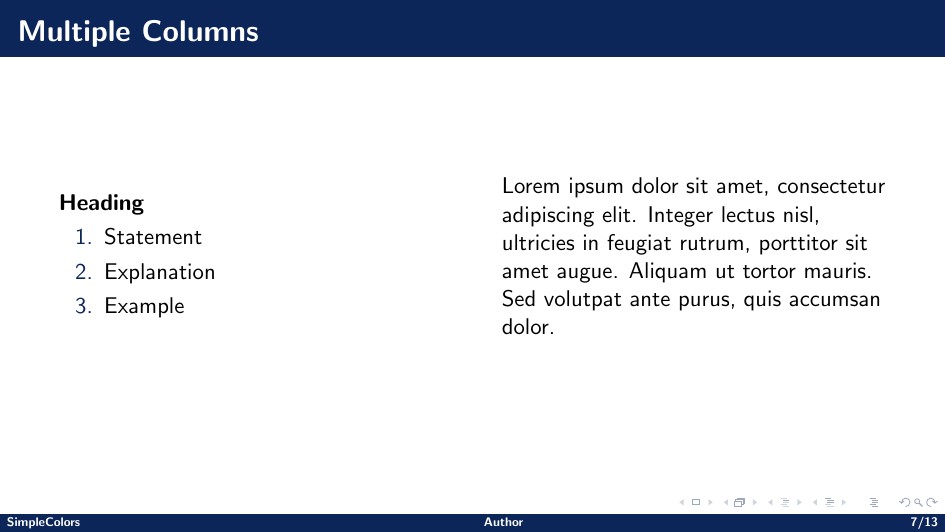 Multiple Columns
Heading
1. Statement
2. Explanation
3. Example
Lorem ipsum dolor sit amet, consectetur
adipiscing elit. Integer lectus nisl,
ultricies in feugiat rutrum, porttitor sit
amet augue. Aliquam ut tortor mauris.
Sed volutpat ante purus, quis accumsan
dolor.
SimpleColors
Author
7/13